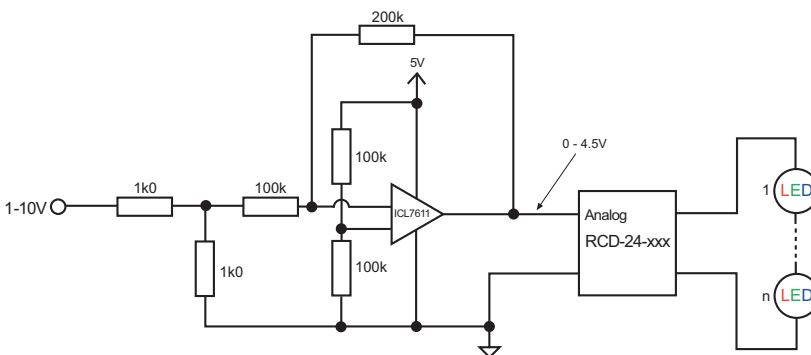 200k
5V
100k
0 - 4.5V
1k0
100k
1-10V
ICL7611
1
LED
Analog
RCD-24-xxx
1k0
100k
n
LED